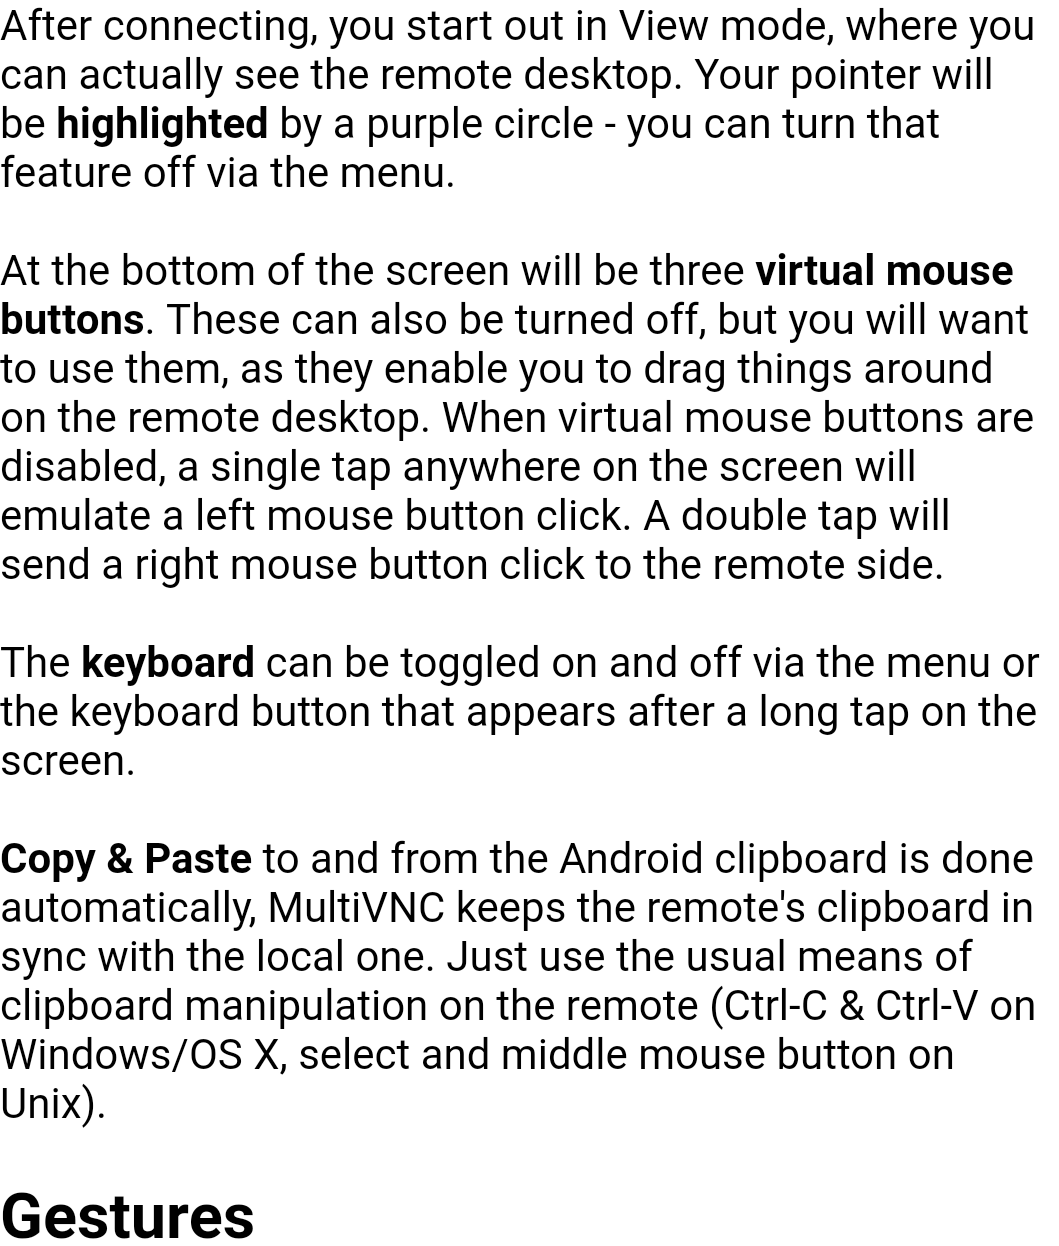 After connecting, you start out in View mode, where you
can actually see the remote desktop. Your pointer will
be highlighted by a purple circle - you can turn that
feature off via the menu.
At the bottom of the screen will be three virtual mouse
buttons. These can also be turned off, but you will want
to use them, as they enable you to drag things around
on the remote desktop. When virtual mouse buttons are
disabled, a single tap anywhere on the screen will
emulate a left mouse button click. A double tap will
send a right mouse button click to the remote side.
The keyboard can be toggled on and off via the menu or
the keyboard button that appears after a long tap on the
screen.
Copy & Paste to and from the Android clipboard is done
automatically, MultiVNC keeps the remote's clipboard in
sync with the local one. Just use the usual means of
clipboard manipulation on the remote (Ctrl-C & Ctrl-V on
Windows/OS X, select and middle mouse button on
Unix).
Gestures